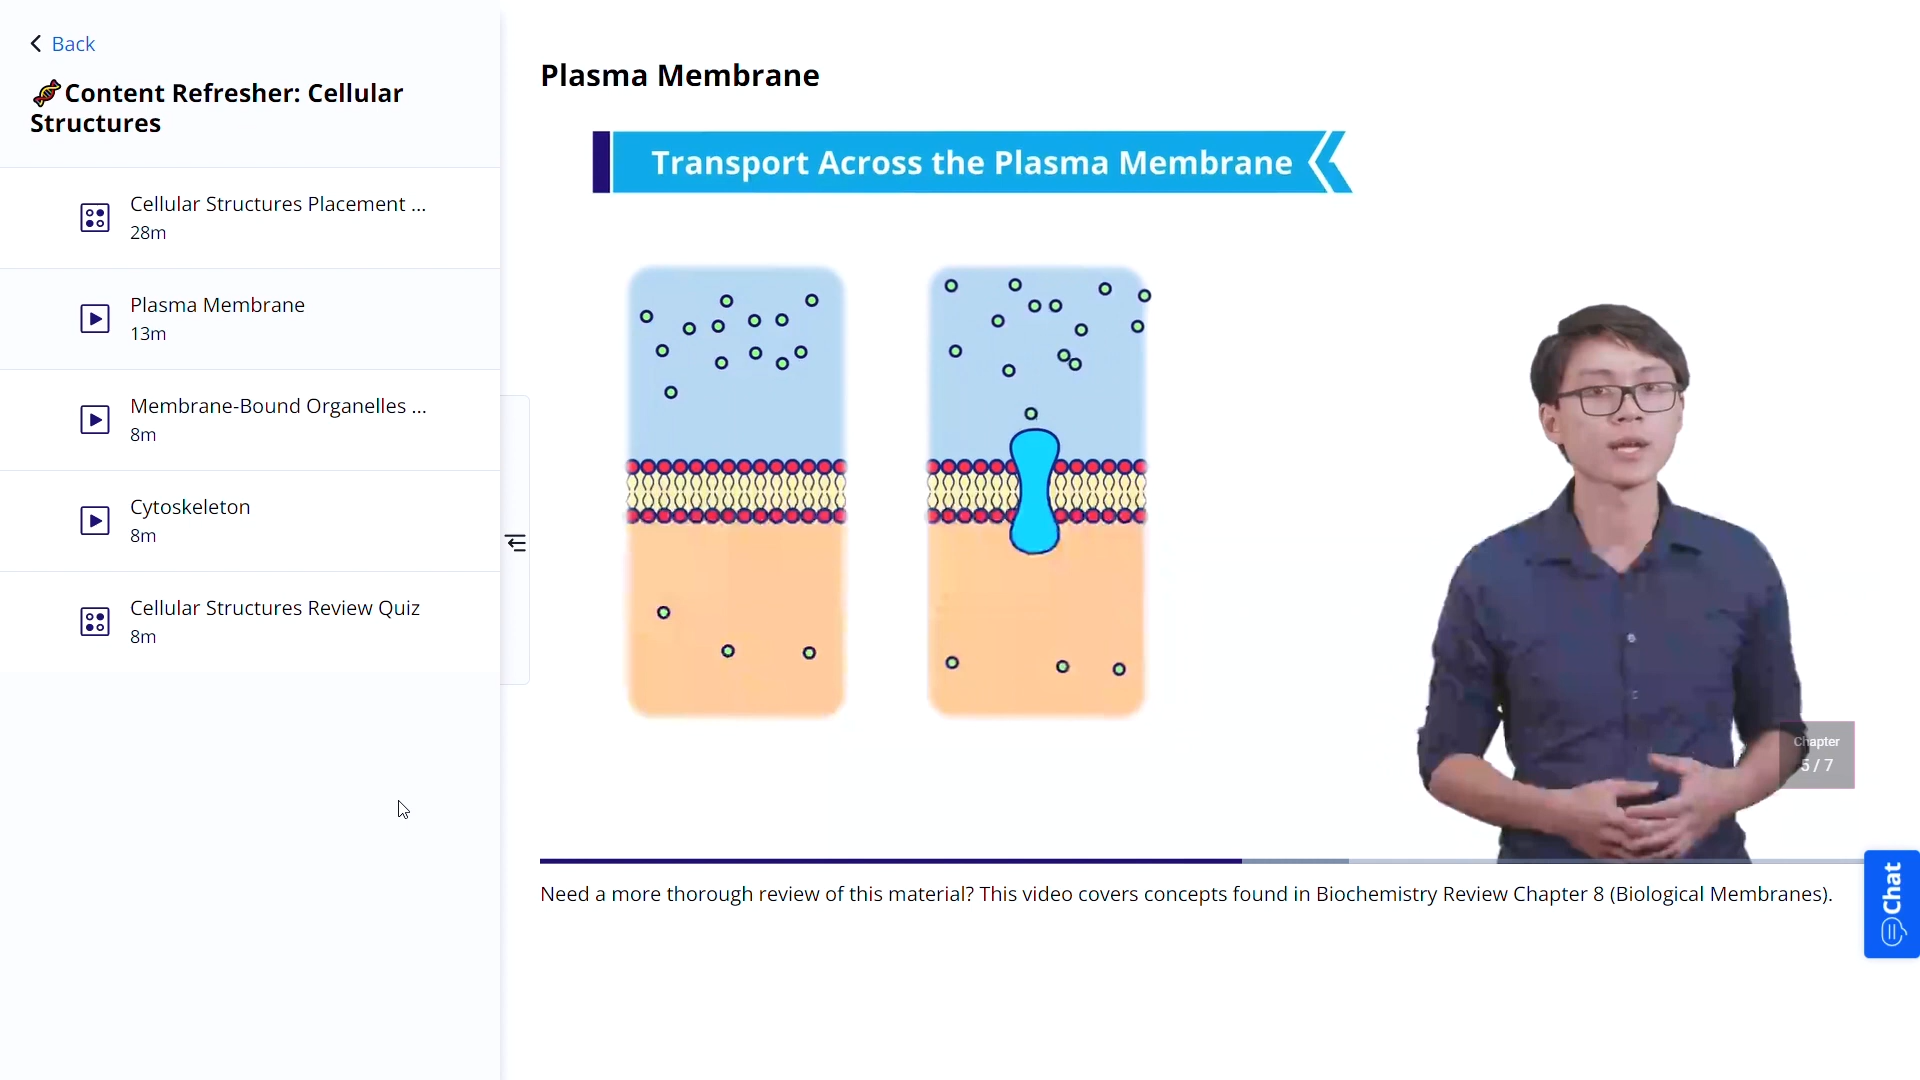 Back
🧬Content Refresher: Cellular
Structures
Cellular Structures Placement ...
28m
Plasma Membrane
13m
Membrane-Bound Organelles ...
8m
Cytoskeleton
8m
Cellular Structures Review Quiz
8m
Plasma Membrane
Transport Across the Plasma Membrane
Chapter
5 / 7
Need a more thorough review of this material? This video covers concepts found in Biochemistry Review Chapter 8 (Biological Membranes).
Chat